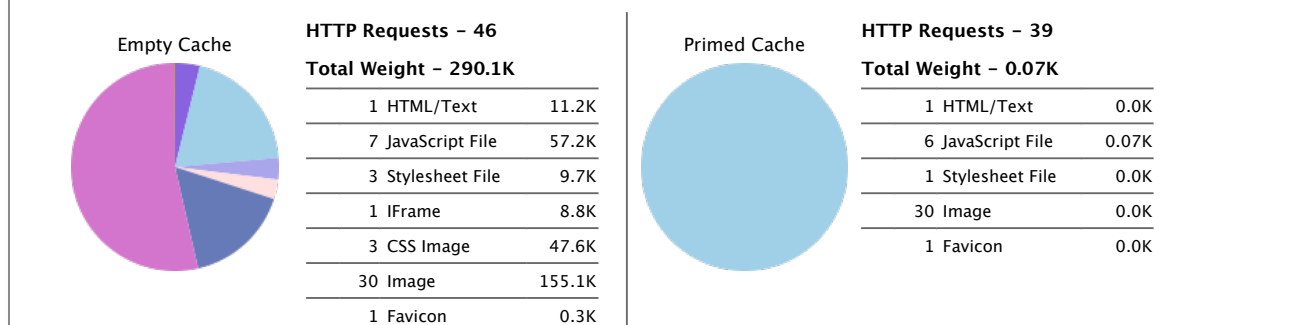 Empty Cache
HTTP Requests - 46
Total Weight - 290.1K
1 HTML/Text 11.2K
7 JavaScript File 57.2K
3 Stylesheet File 9.7K
1 IFrame 8.8K
3 CSS Image 47.6K
30 Image 155.1K
1 Favicon 0.3K
Primed Cache
HTTP Requests - 39
Total Weight - 0.07K
1 HTML/Text 0.0K
6 JavaScript File 0.07K
1 Stylesheet File 0.0K
30 Image 0.0K
1 Favicon 0.0K